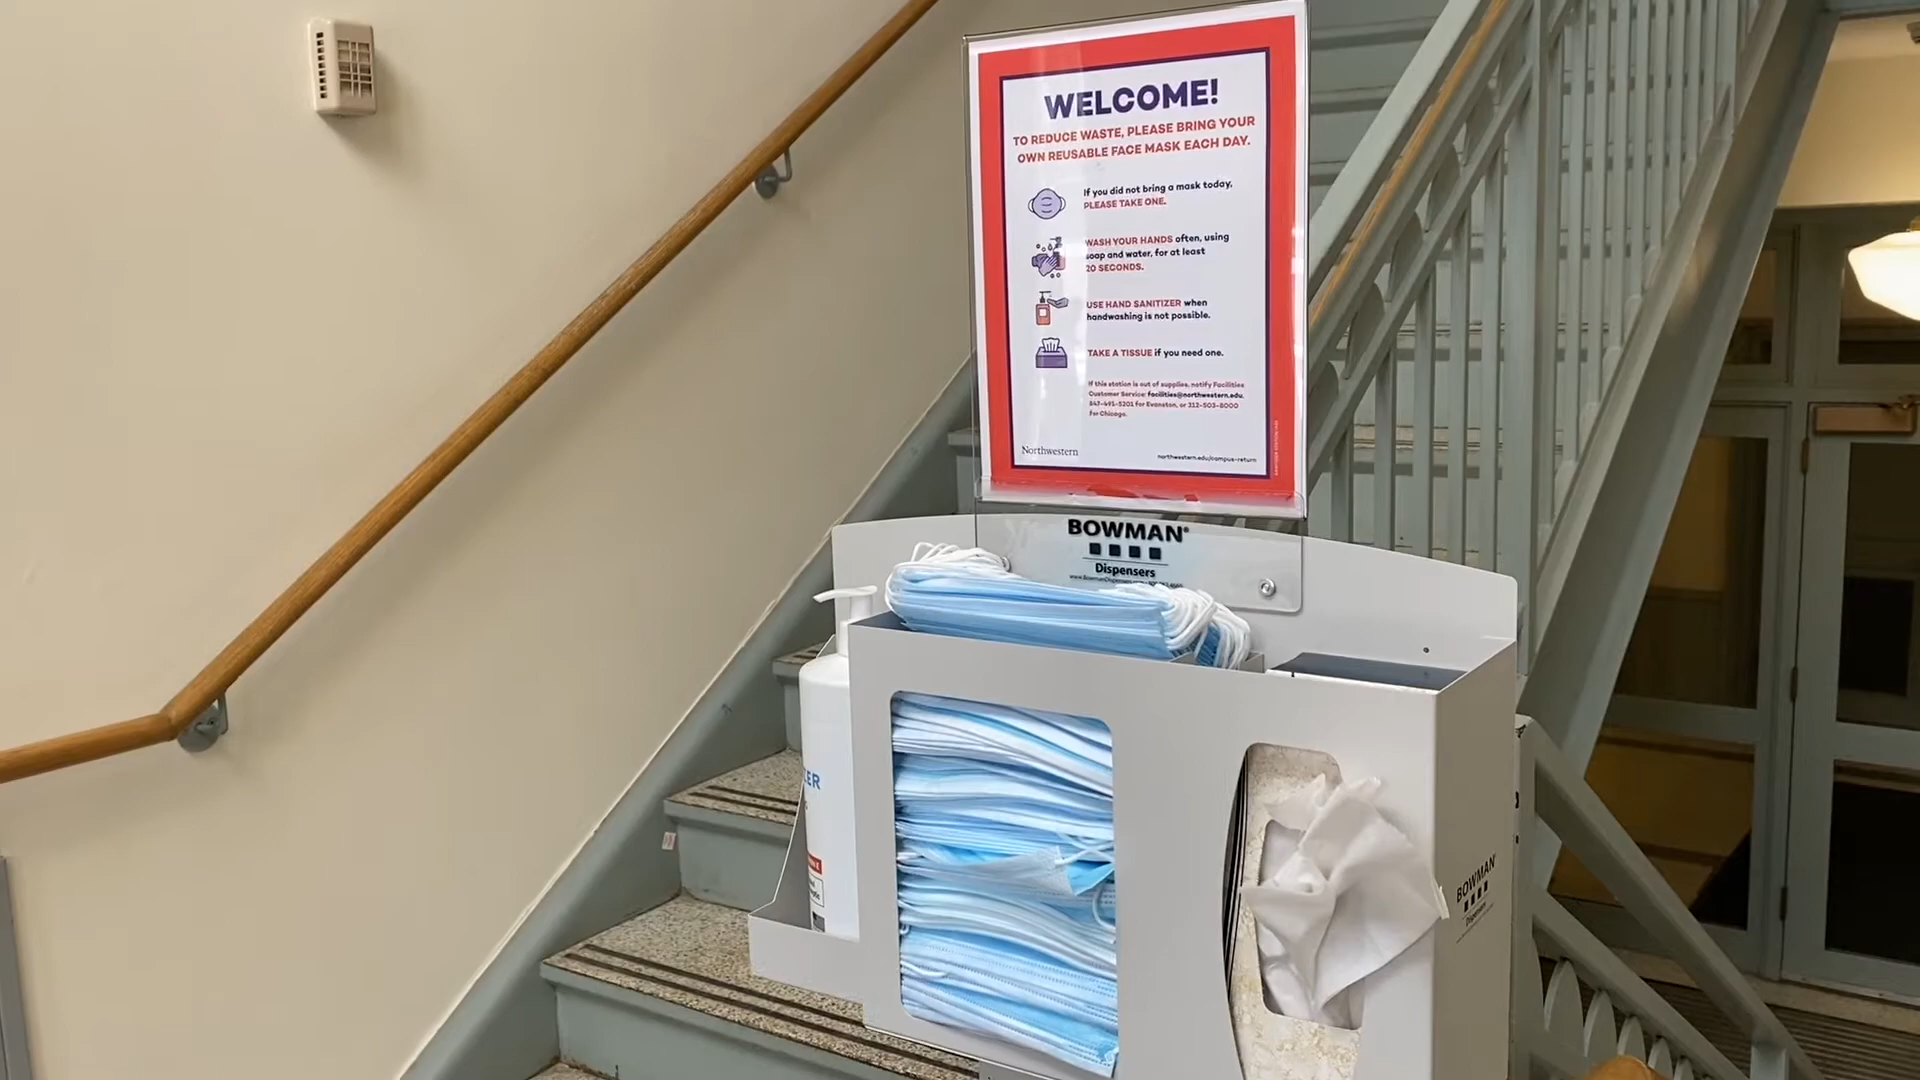 WELCOME!
TO REDUCE WASTE, PLEASE BRING YOUR
OWN REUSABLE FACE MASK EACH DAY.
If you did not bring a mask today,
PLEASE TAKE ONE.
WASH YOUR HANDS often, using
soap and water, for at least
20 SECONDS.
USE HAND SANITIZER when
handwashing is not possible.
TAKE A TISSUE if you need one.
If this station is out of supplies, notify Facilities
Customer Service: facilities@northwestern.edu,
847-491-5201 for Evanston, or 312-503-8000
for Chicago.
Northwestern
northwestern.edu/campus-return
BOWMAN®
Dispensers
ER
BOWMAN
Dispensers